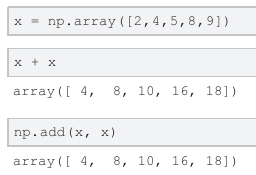 x = np.array([2,4,5,8,9])
x + x
array([ 4,  8, 10, 16, 18])
np.add(x, x)
array([ 4,  8, 10, 16, 18])